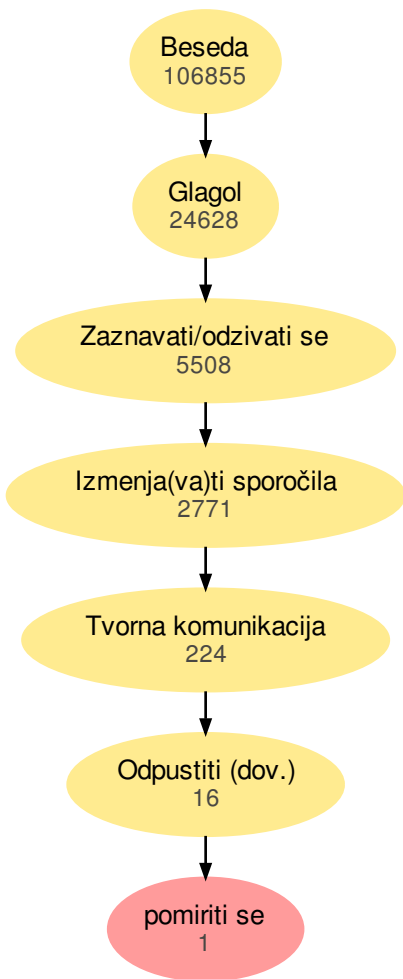 Beseda
106855
Glagol
24628
Zaznavati/odzivati se
5508
Izmenja(va)ti sporočila
2771
Tvorna komunikacija
224
Odpustiti (dov.)
16
pomiriti se
1